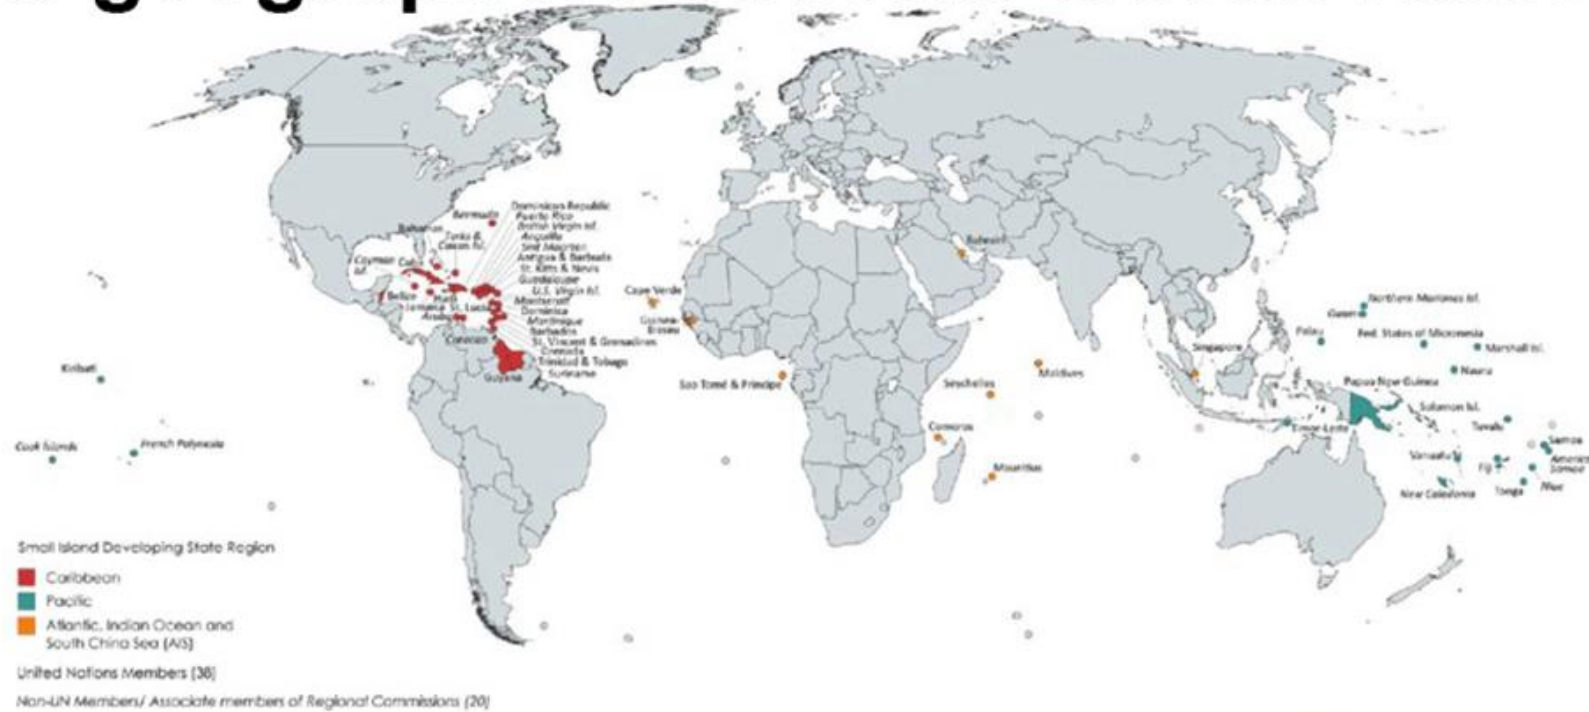 Bermuda
Dominican Republic
Puerto Rico
British Virgin Isl.
Anguilla
Sint Maarten
Antigua & Barbuda
St. Kitts & Nevis
Guadeloupe
U.S. Virgin Isl.
Montserrat
Dominica
Martinique
Barbados
St. Vincent & Grenadines
Grenada
Trinidad & Tobago
Suriname
Guyana
Bahamas
Turks &
Caicos Isl.
Cayman
Isl.
Cuba
Belize
Haiti
Jamaica
St. Lucia
Aruba
Curacao
Cape Verde
Guinea-
Bissau
Sao Tomé & Principe
Bahrain
Maldives
Seychelles
Comoros
Mauritius
Singapore
Northern Marianas Isl.
Guam
Palau
Fed. States of Micronesia
Marshall Isl.
Nauru
Papua New Guinea
Solomon Isl.
Timor-Leste
Tuvalu
Samoa
American
Samoa
Vanuatu
Fiji
New Caledonia
Tonga
Niue
Kiribati
Cook Islands
French Polynesia
Small Island Developing State Region
Caribbean
Pacific
Atlantic, Indian Ocean and
South China Sea (AIS)
United Nations Members (38)
Non-UN Members/ Associate members of Regional Commissions (20)